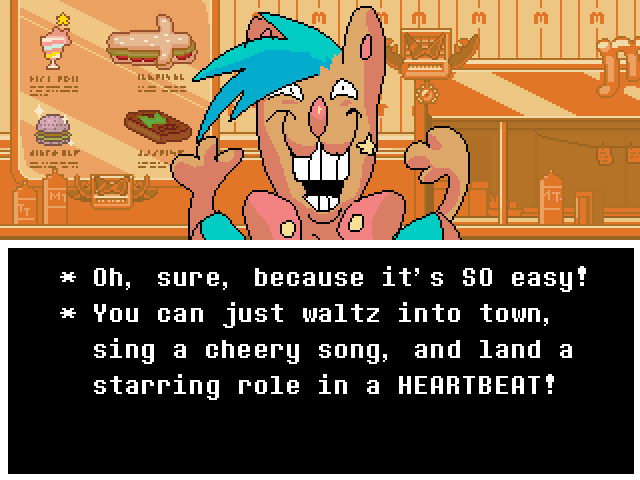 * Oh, sure, because it's SO easy!
* You can just waltz into town,
sing a cheery song, and land a
starring role in a HEARTBEAT!